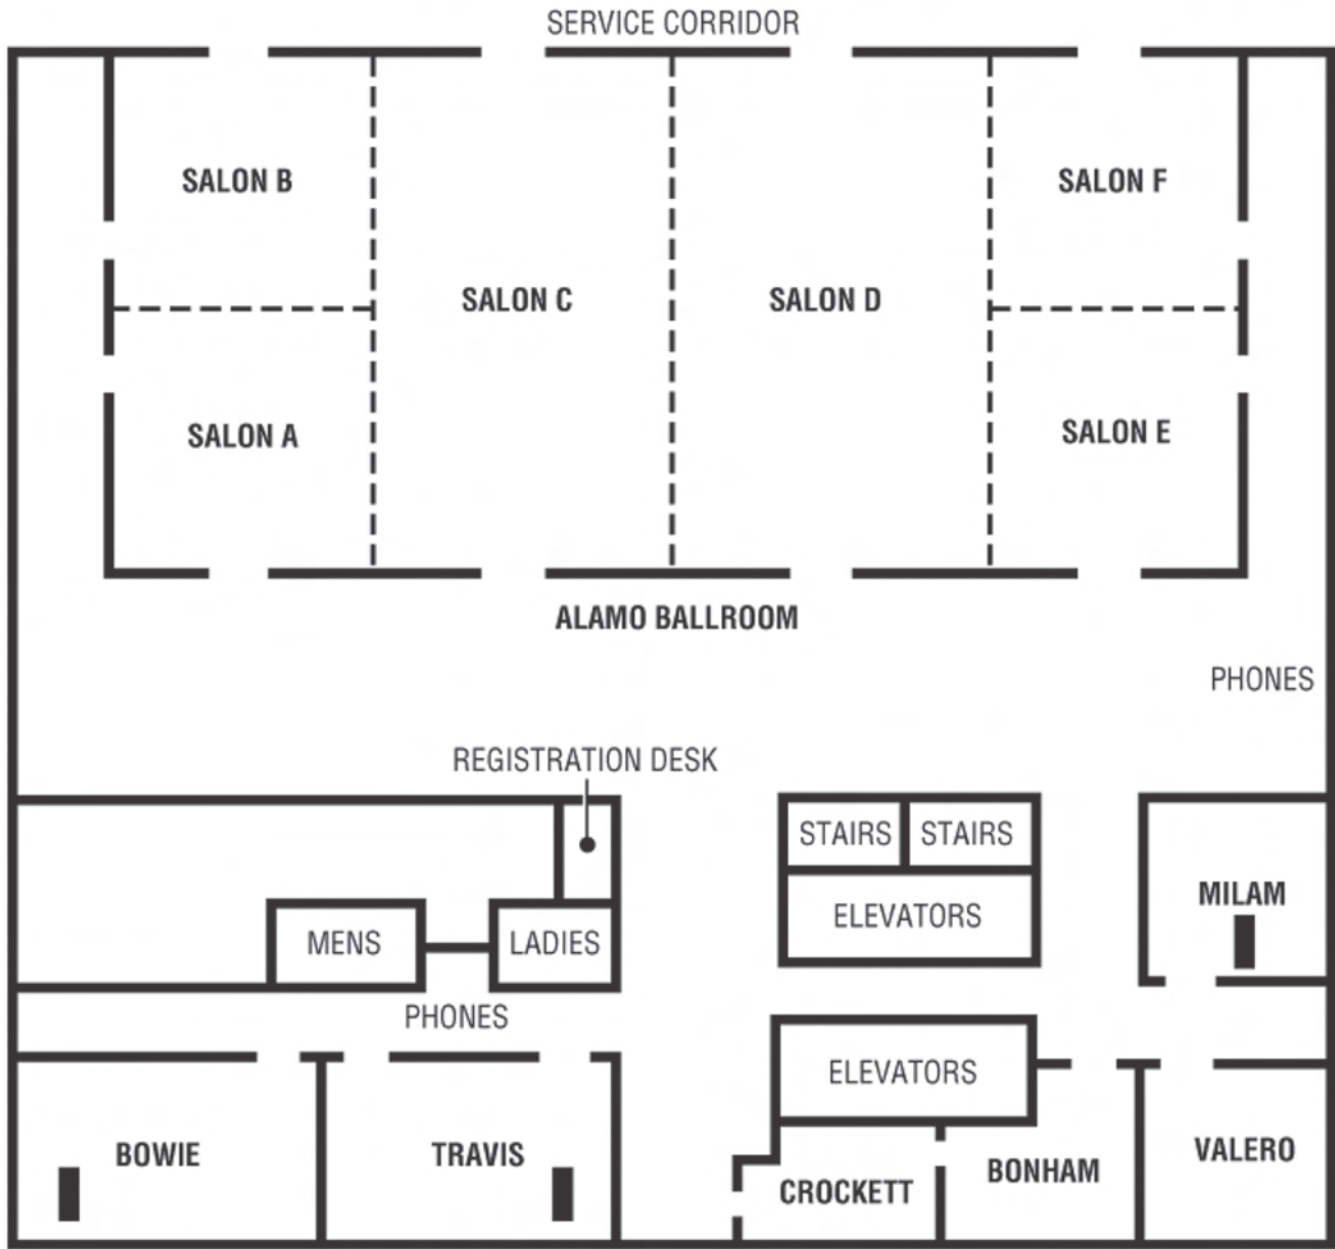 SERVICE CORRIDOR
SALON B
SALON F
SALON C
SALON D
SALON A
SALON E
ALAMO BALLROOM
PHONES
REGISTRATION DESK
STAIRS
STAIRS
MILAM
ELEVATORS
MENS
LADIES
PHONES
ELEVATORS
BOWIE
TRAVIS
VALERO
BONHAM
CROCKETT